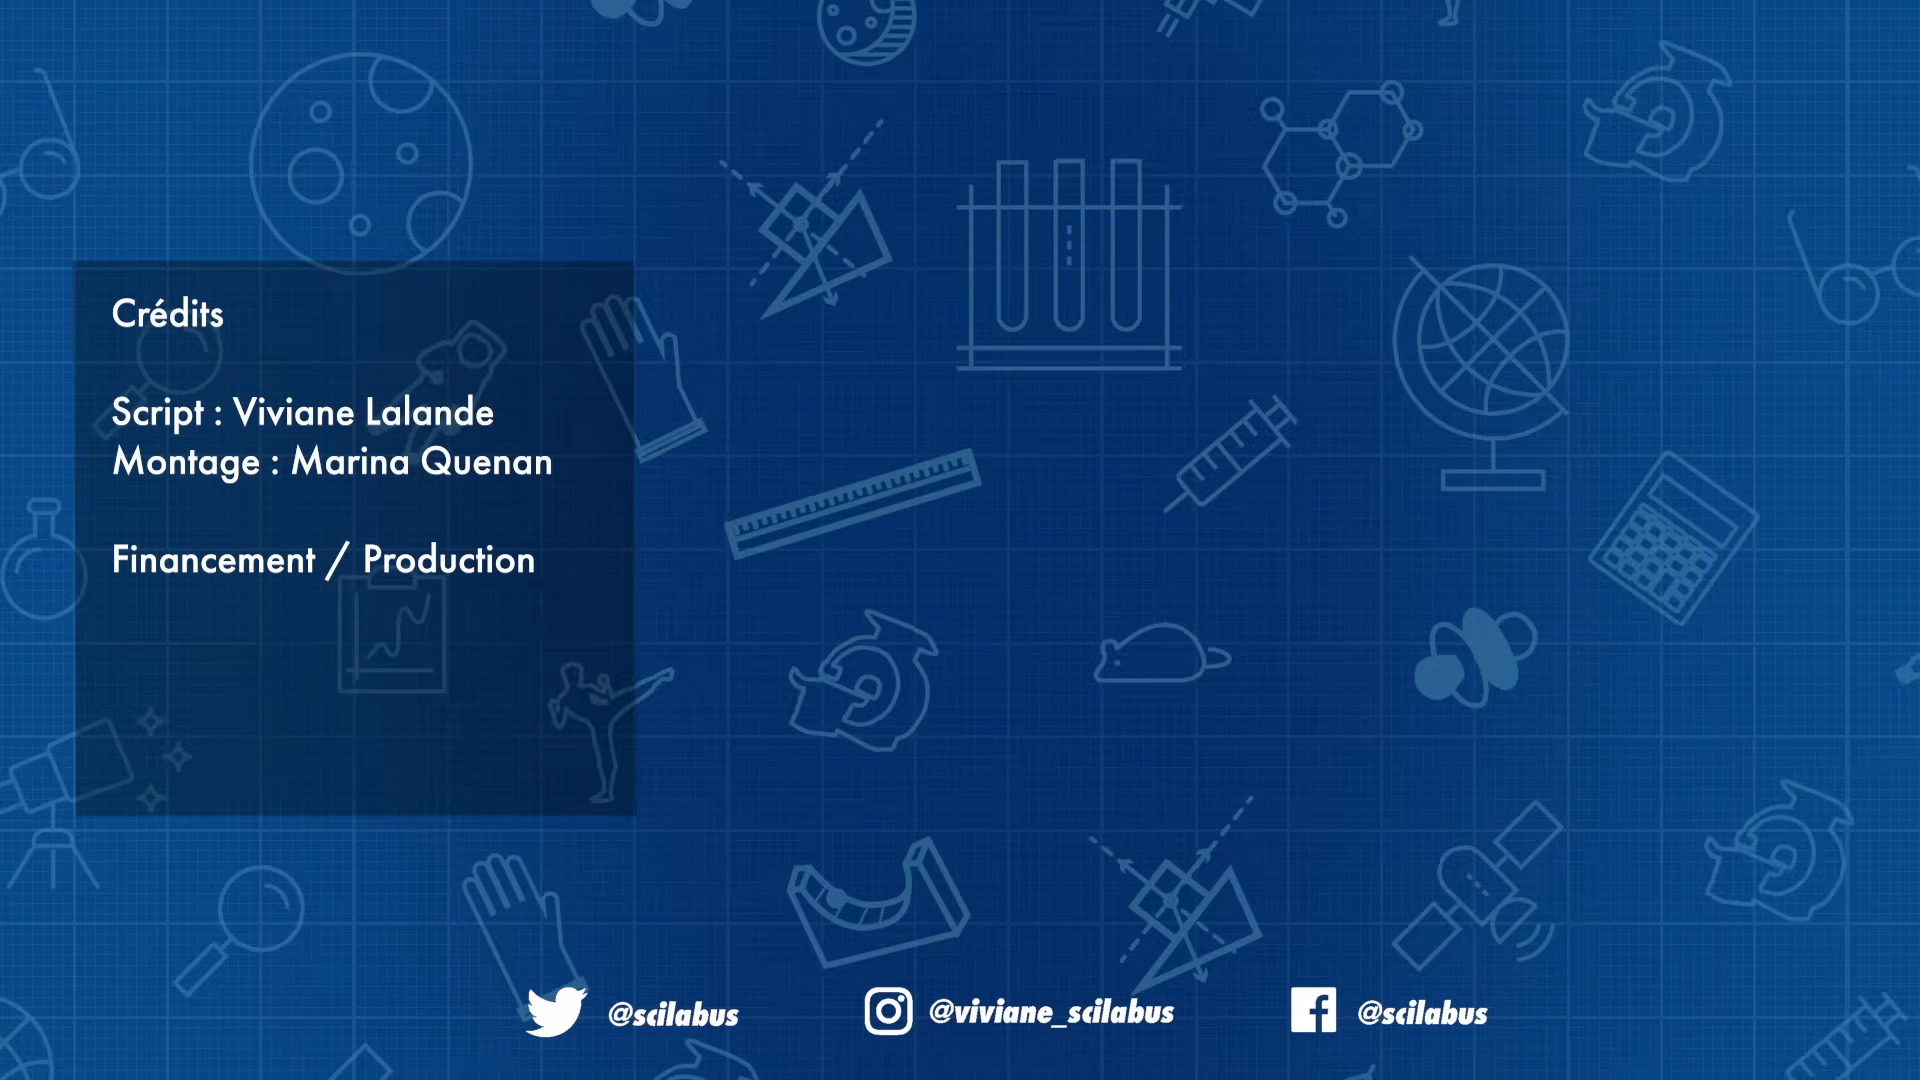 Crédits
Script : Viviane Lalande
Montage : Marina Quenan
Financement / Production
@scilabus
@viviane_scilabus
@scilabus